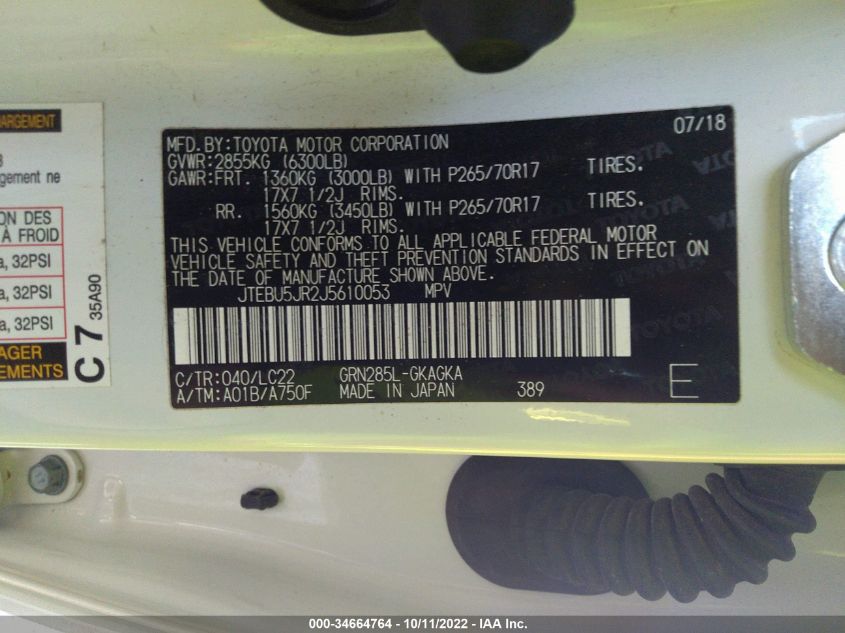 ARGEMENT
gement ne
ON DES
À FROID
a, 32PSI
a, 32PSI
a, 32PSI
AGER
EMENTS
C 7 35A90
07/18
MFD.BY:TOYOTA MOTOR CORPORATION
GVWR:2855KG (6300LB)
GAWR:FRT. 1360KG (3000LB) WITH P265/70R17 TIRES.
17X7 1/2J RIMS.
RR. 1560KG (3450LB) WITH P265/70R17 TIRES.
17X7 1/2J RIMS.
THIS VEHICLE CONFORMS TO ALL APPLICABLE FEDERAL MOTOR
VEHICLE SAFETY AND THEFT PREVENTION STANDARDS IN EFFECT ON
THE DATE OF MANUFACTURE SHOWN ABOVE.
JTEBU5JR2J5610053 MPV
C/TR:040/LC22 GRN285L-GKAGKA
A/TM:A01B/A750F MADE IN JAPAN 389
E
000-34664764 - 10/11/2022 - IAA Inc.